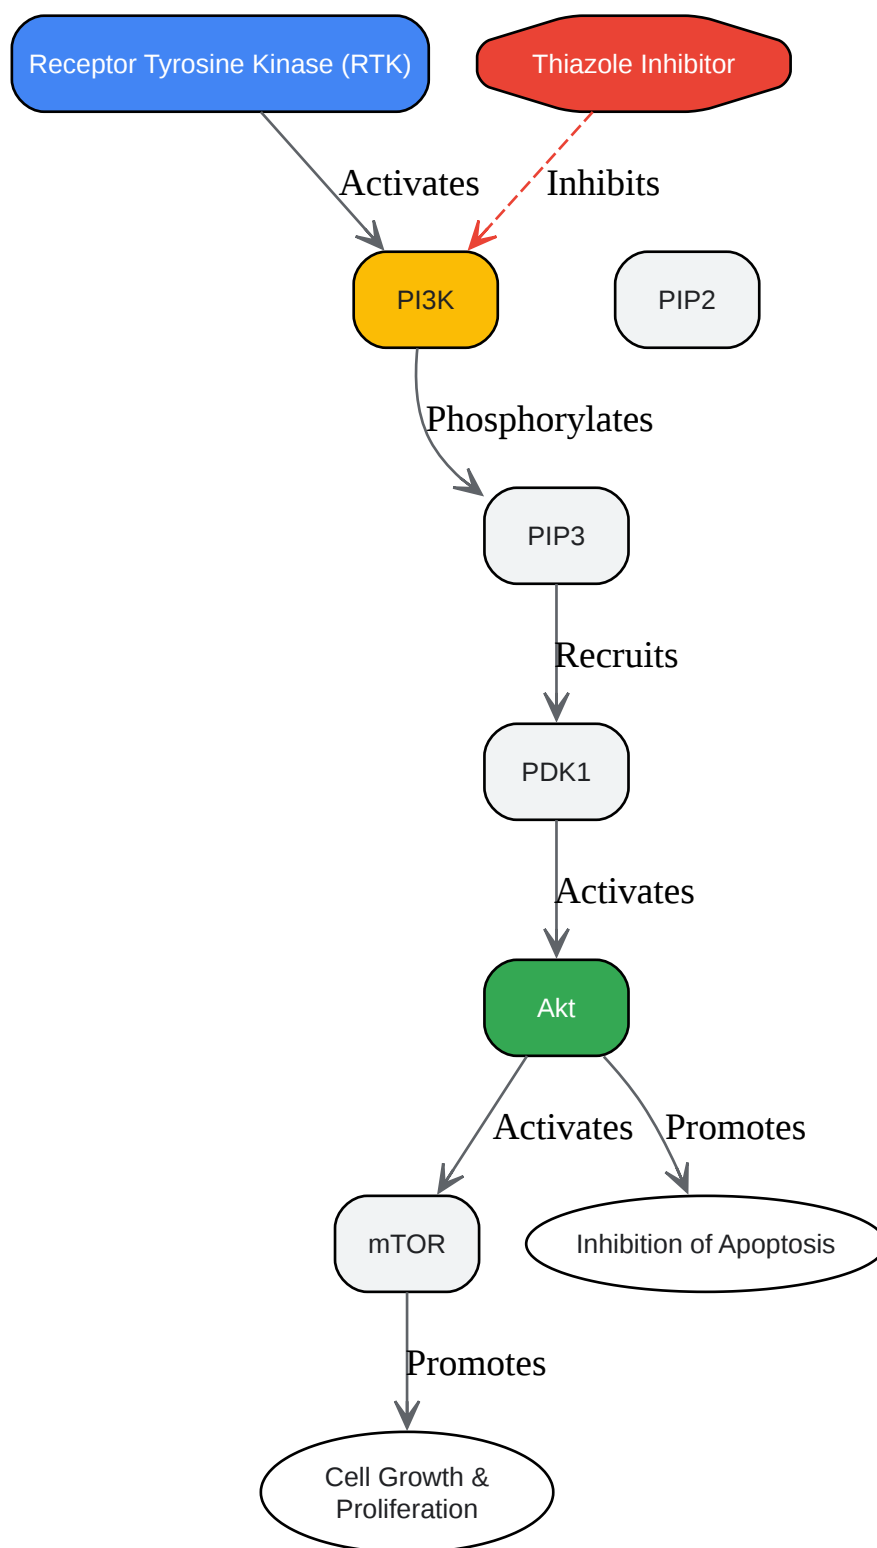 Receptor Tyrosine Kinase (RTK)
Thiazole Inhibitor
Activates
Inhibits
PI3K
PIP2
Phosphorylates
PIP3
Recruits
PDK1
Activates
Akt
Activates
Promotes
mTOR
Inhibition of Apoptosis
Promotes
Cell Growth &
Proliferation